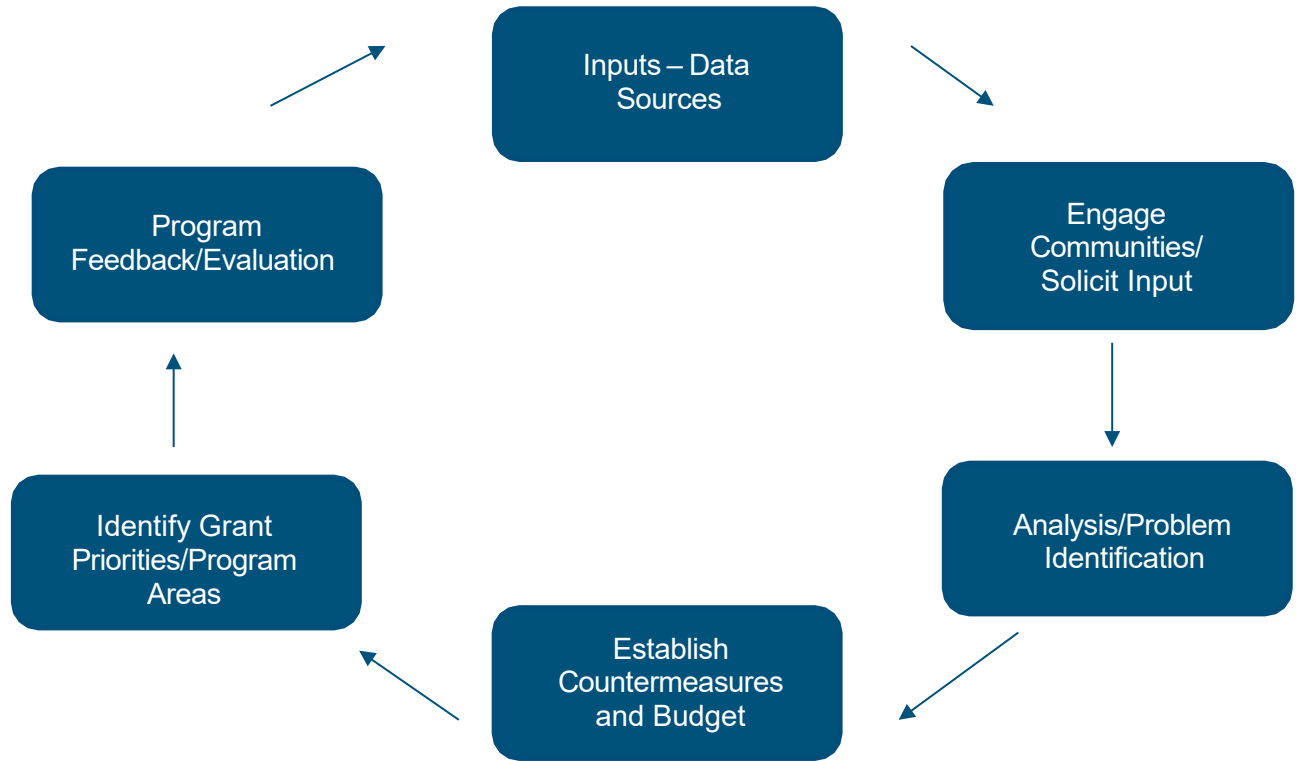 Inputs – Data
Sources
Engage
Communities/
Solicit Input
Analysis/Problem
Identification
Establish
Countermeasures
and Budget
Identify Grant
Priorities/Program
Areas
Program
Feedback/Evaluation